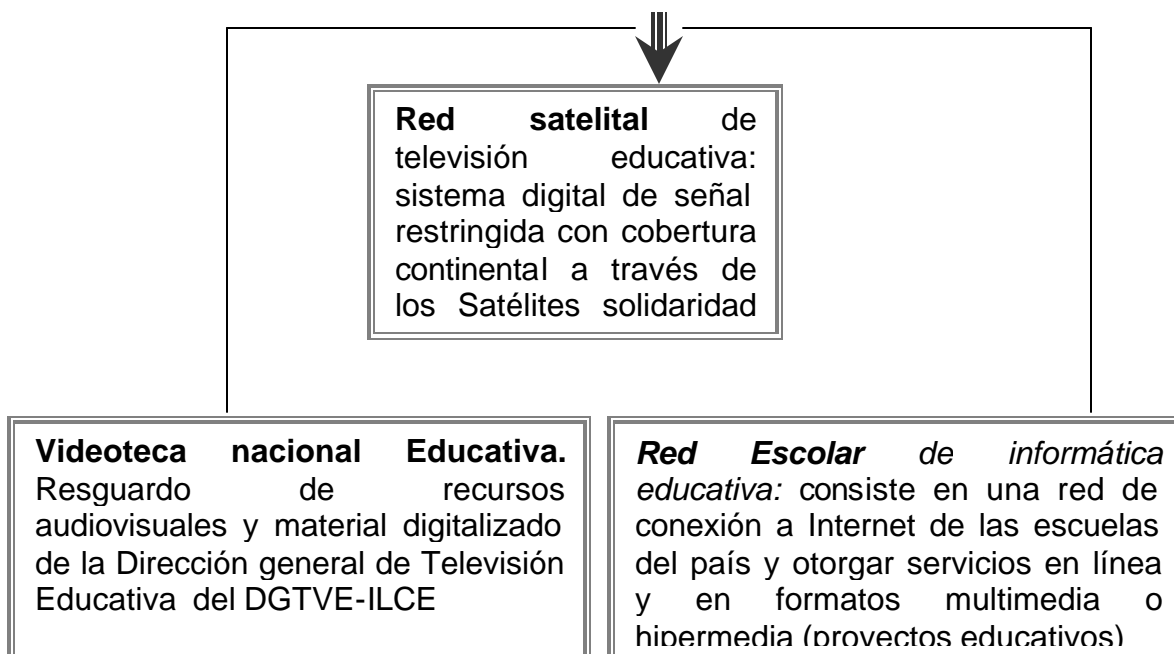 Red satelital de
televisión educativa:
sistema digital de señal
restringida con cobertura
continental a través de
los Satélites solidaridad
Videoteca nacional Educativa.
Resguardo de recursos
audiovisuales y material digitalizado
de la Dirección general de Televisión
Educativa del DGTVE-ILCE
Red Escolar de informática
educativa: consiste en una red de
conexión a Internet de las escuelas
del país y otorgar servicios en línea
y en formatos multimedia o
hipermedia (proyectos educativos)